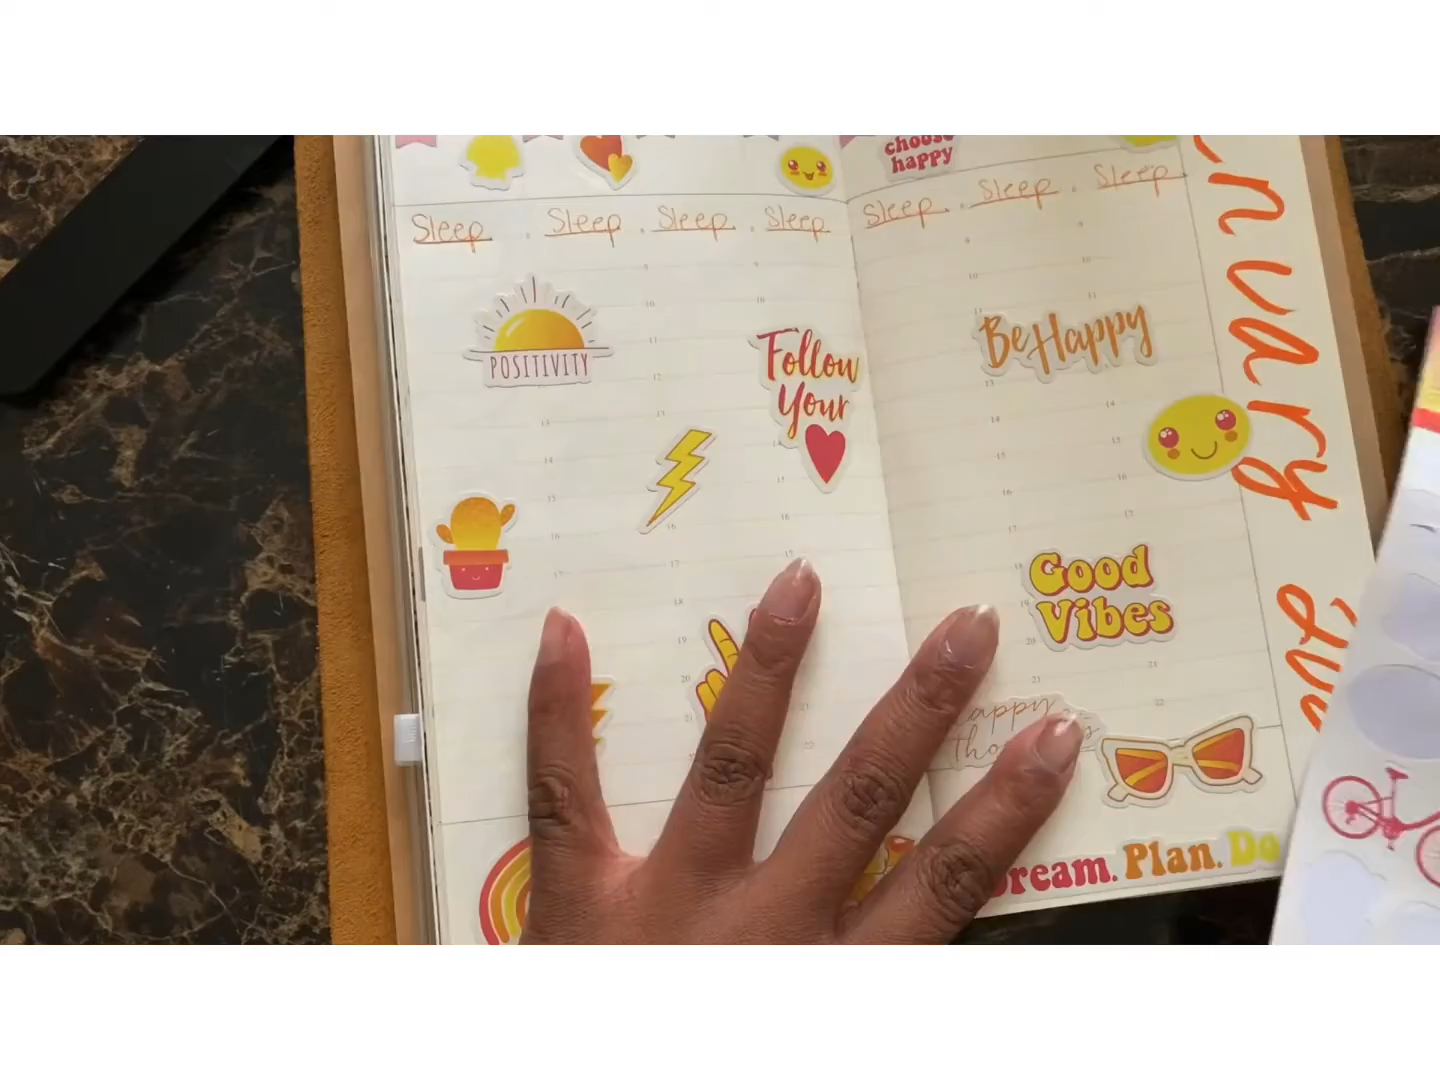 choose
happy
Sleep Sleep Sleep Sleep Sleep Sleep Sleep
POSITIVITY
Follow
Your
Be Happy
Good
Vibes
Dream. Plan. Do